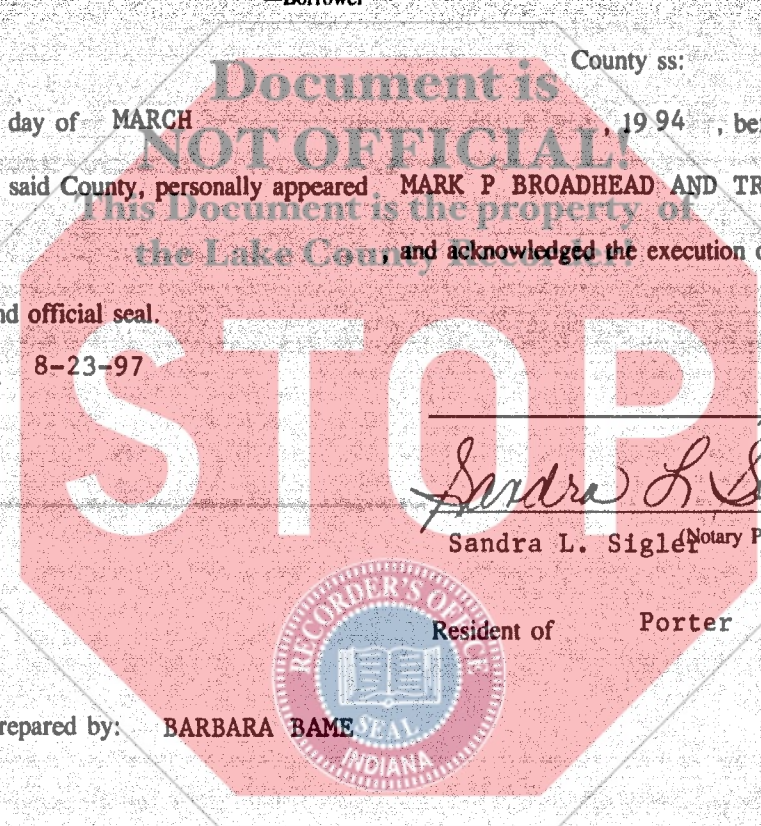 —Borrower
County ss:
Document is
day of MARCH , 19 94 , be
NOT OFFICIAL!
said County, personally appeared MARK P BROADHEAD AND TR
This Document is the property of
the Lake County Recorder!
, and acknowledged the execution
nd official seal.
8-23-97
STOP
Sandra L S
Sandra L. Sigler (Notary P
Resident of Porter
RECORDER'S OFFICE
SEAL
INDIANA
repared by: BARBARA BAME